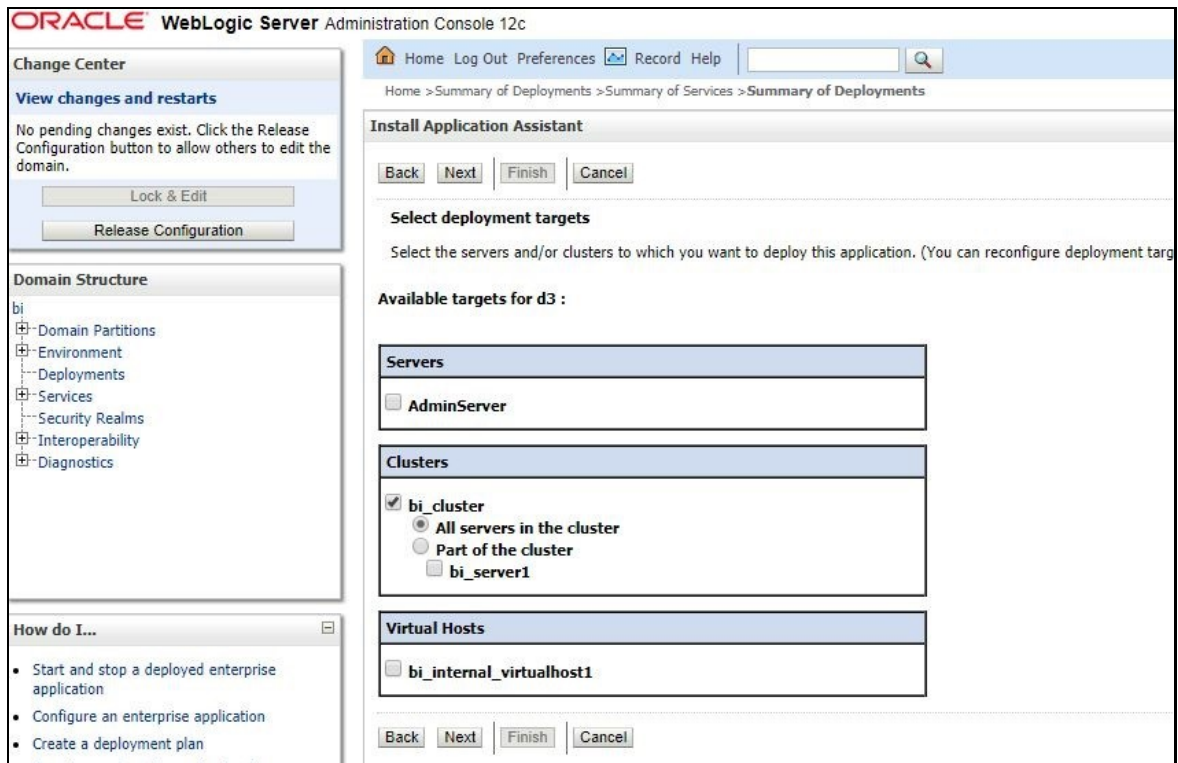 ORACLE WebLogic Server Administration Console 12c
Change Center
View changes and restarts
No pending changes exist. Click the Release
Configuration button to allow others to edit the
domain.
Lock & Edit
Release Configuration
Domain Structure
bi
Domain Partitions
Environment
Deployments
Services
Security Realms
Interoperability
Diagnostics
How do I...
Start and stop a deployed enterprise
application
Configure an enterprise application
Create a deployment plan
Home Log Out Preferences Record Help
Home >Summary of Deployments >Summary of Services >Summary of Deployments
Install Application Assistant
Back Next Finish Cancel
Select deployment targets
Select the servers and/or clusters to which you want to deploy this application. (You can reconfigure deployment targ
Available targets for d3 :
Servers
AdminServer
Clusters
bi_cluster
All servers in the cluster
Part of the cluster
bi_server1
Virtual Hosts
bi_internal_virtualhost1
Back Next Finish Cancel